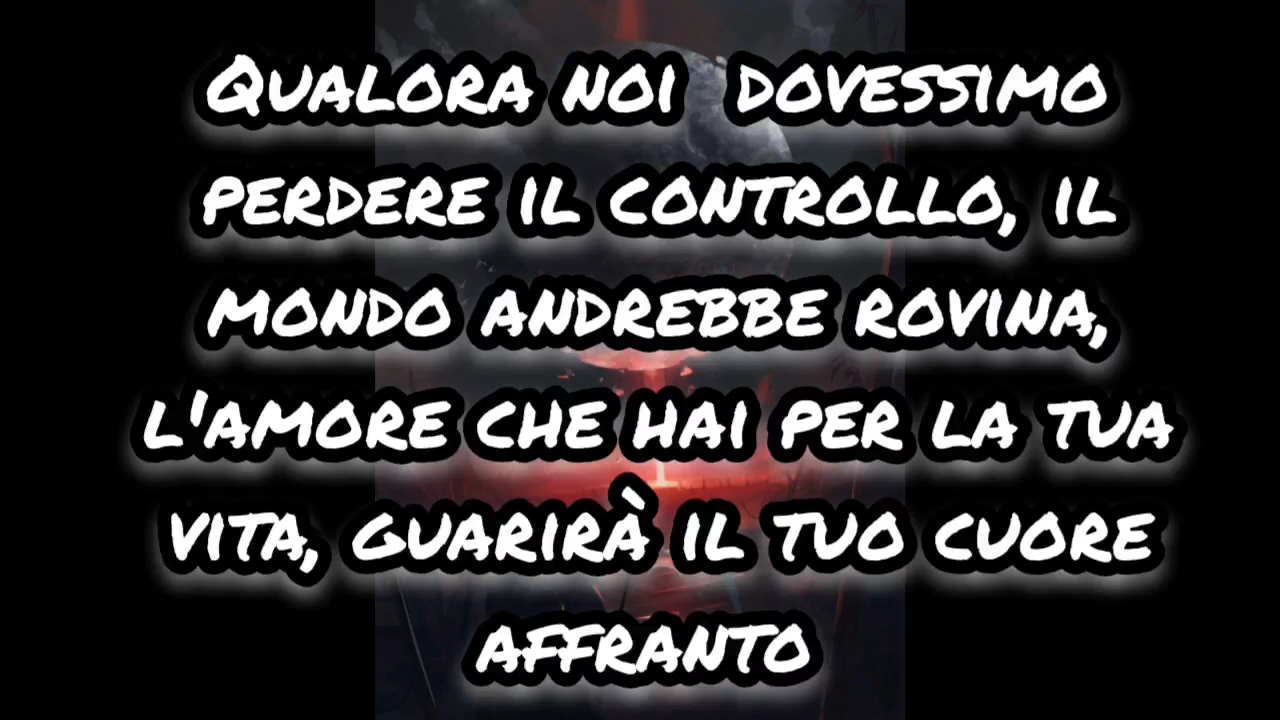 Qualora noi dovessimo
perdere il controllo, il
mondo andrebbe rovina,
l'amore che hai per la tua
vita, guarirà il tuo cuore
affranto